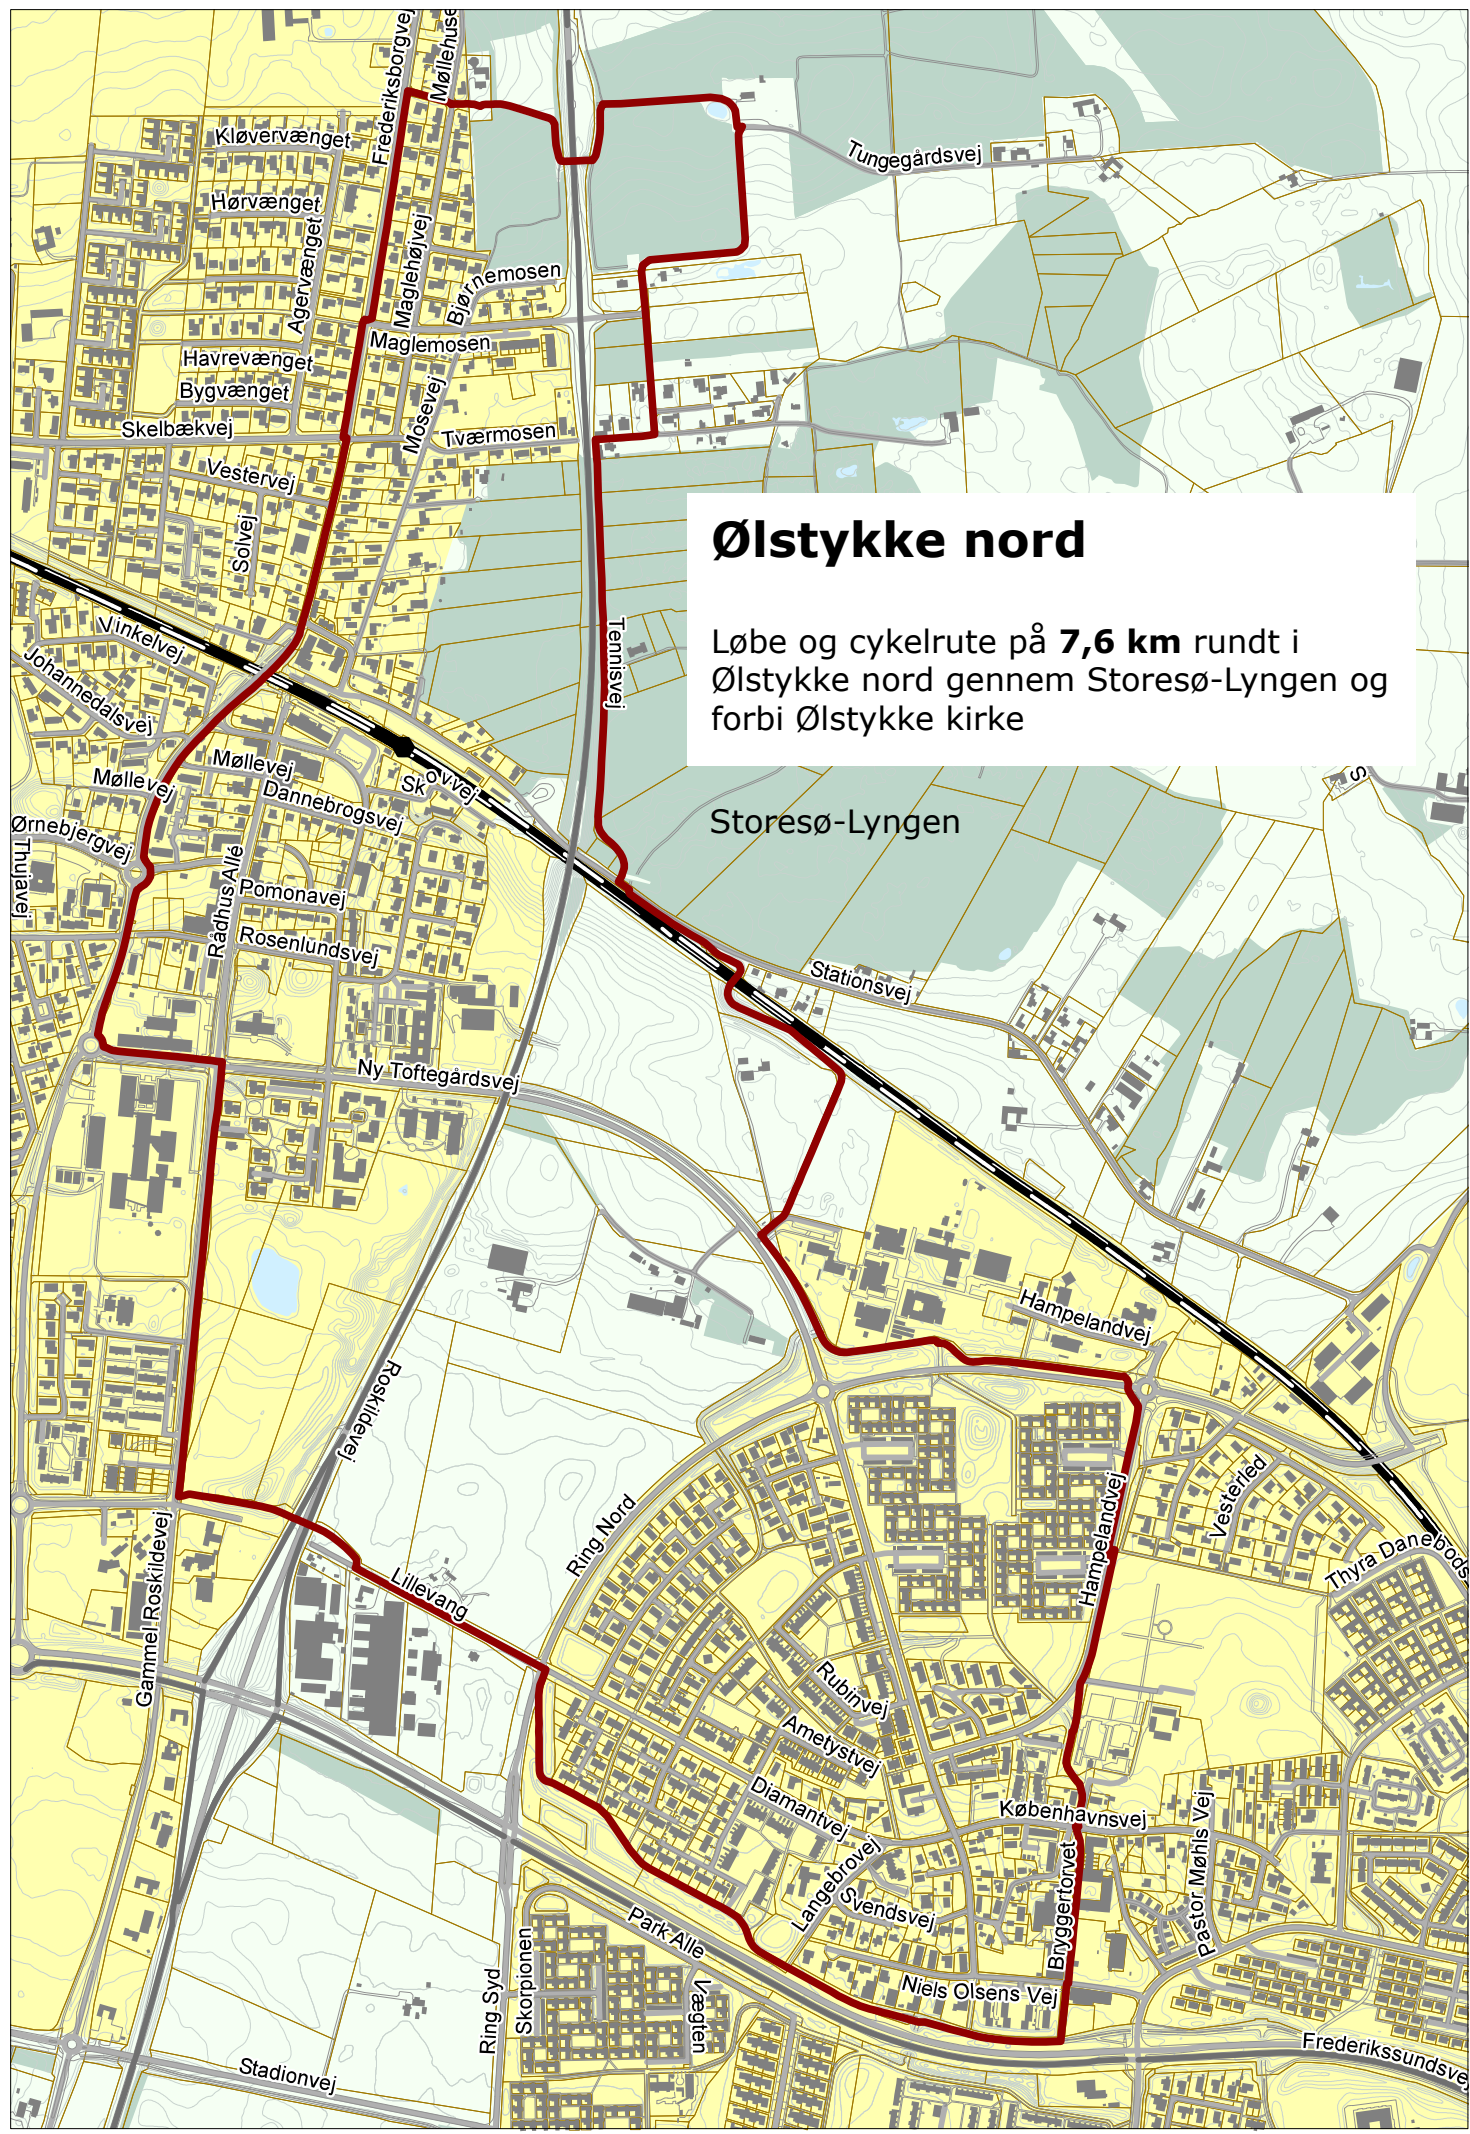 Frederiksborgvej
Møllehuse
Kløvervænget
Tungegårdsvej
Hørvænget
Agervænget
Maglehøjvej
Bjørnemosen
Maglemosen
Havrevænget
Bygvænget
Mosevej
Skelbækvej
Tværmosen
Vestervej
Solvej
Ølstykke nord
Løbe og cykelrute på 7,6 km rundt i
Ølstykke nord gennem Storesø-Lyngen og
forbi Ølstykke kirke
Vinkelvej
Johannedalsvej
Tennisvej
Møllevej
Møllevej
Skovvej
S
Dannebrogsvej
Storesø-Lyngen
Ørnebjergvej
Thujavej
Rådhus Allé
Pomonavej
Rosenlundsvej
Stationsvej
Ny Toftegårdsvej
Hampelandvej
Roskildevej
Ring Nord
Hampelandvej
Vesterled
Thyra Danebods
Lillevang
Gammel Roskildevej
Rubinvej
Ametystvej
Diamantvej
Københavnsvej
Langebrovej
Svendsvej
Bryggertorvet
Pastor Møhls Vej
Park Alle
Niels Olsens Vej
Ring Syd
Skorpionen
Vægten
Stadionvej
Frederikssundsvej